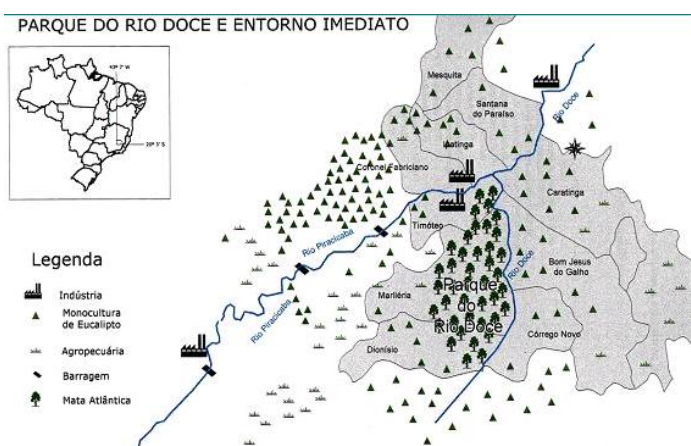 PARQUE DO RIO DOCE E ENTORNO IMEDIATO
20º 3' S
Mesquita
Santana
do Paraíso
Rio Doce
Ipatinga
Coronel Fabriciano
Caratinga
Timóteo
Rio Piracicaba
Rio Doce
Bom Jesus
do Galho
Rio Piracicaba
Marliéria
Parque
do
Rio Doce
Dionísio
Córrego Novo
Legenda
Indústria
Monocultura
de Eucalipto
Agropecuária
Barragem
Mata Atlântica